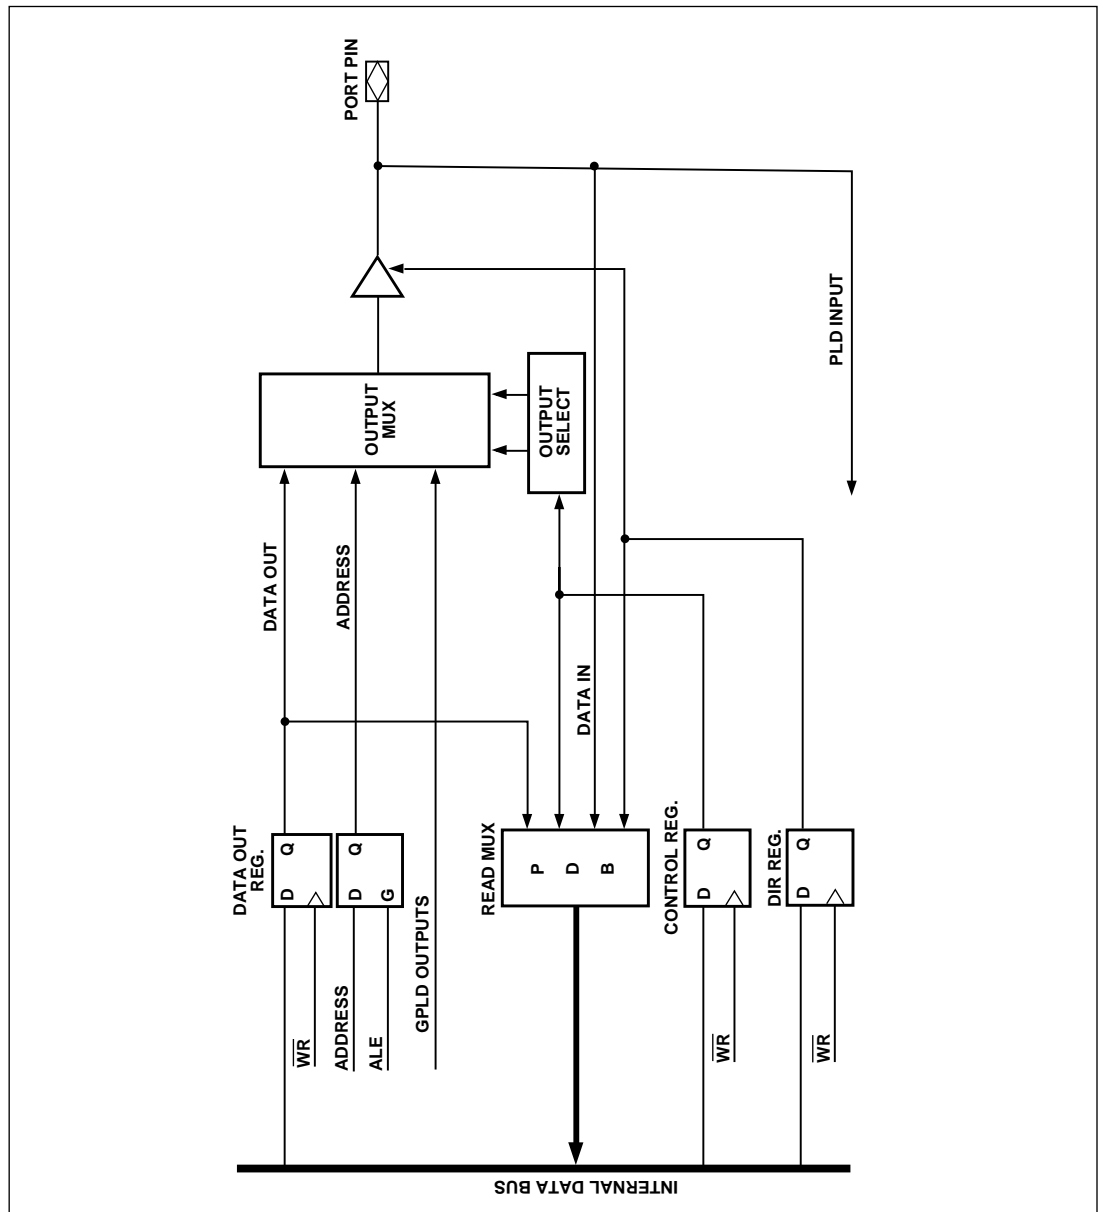 INTERNAL DATA BUS
DATA OUT
REG.
D
Q
WR
DATA OUT
ADDRESS
D
Q
ALE
G
ADDRESS
GPLD OUTPUTS
OUTPUT
MUX
PORT PIN
OUTPUT
SELECT
READ MUX
P
D
B
DATA IN
CONTROL REG.
D
Q
WR
DIR REG.
D
Q
WR
PLD INPUT